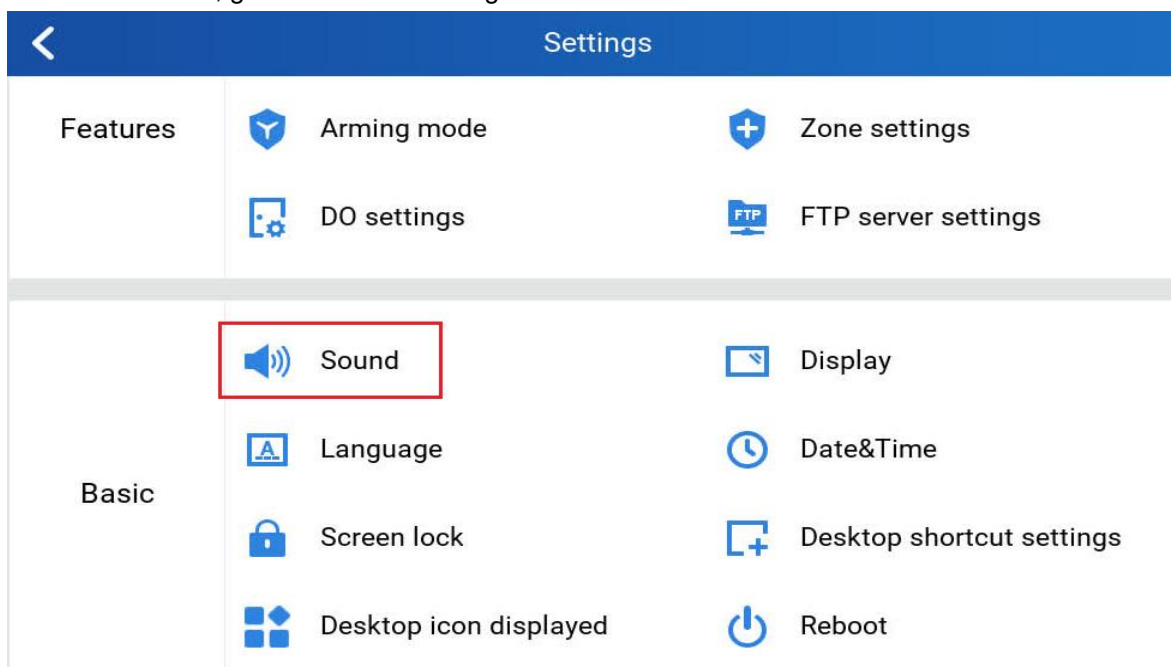 Settings
Features
Arming mode
Zone settings
DO settings
FTP
FTP server settings
Sound
Display
A
Language
Date&Time
Basic
Screen lock
Desktop shortcut settings
Desktop icon displayed
Reboot